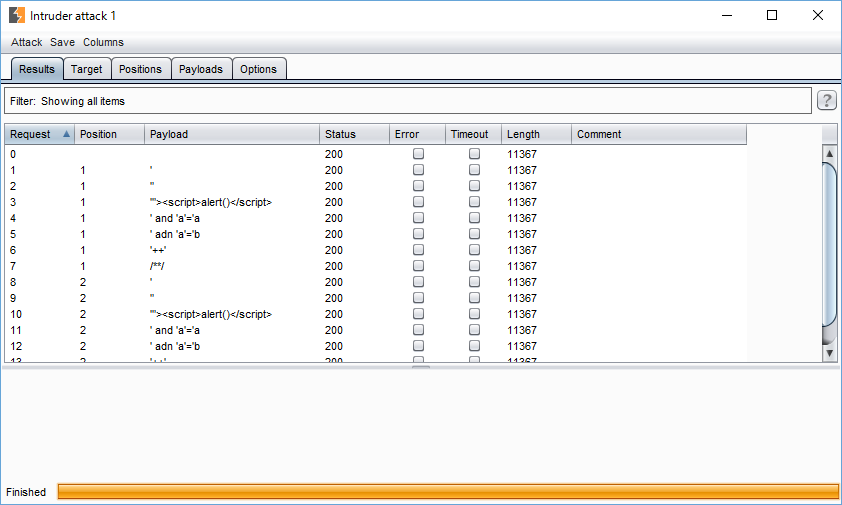 Intruder attack 1
Attack Save Columns
Results Target Positions Payloads Options
Filter: Showing all items ?
Request Position Payload Status Error Timeout Length Comment
0 200 11367
1 1 ' 200 11367
2 1 " 200 11367
3 1 "'><script>alert()</script> 200 11367
4 1 ' and 'a'='a 200 11367
5 1 ' adn 'a'='b 200 11367
6 1 '++' 200 11367
7 1 /**/ 200 11367
8 2 ' 200 11367
9 2 " 200 11367
10 2 "'><script>alert()</script> 200 11367
11 2 ' and 'a'='a 200 11367
12 2 ' adn 'a'='b 200 11367
13 2 '++' 200 11367
Finished